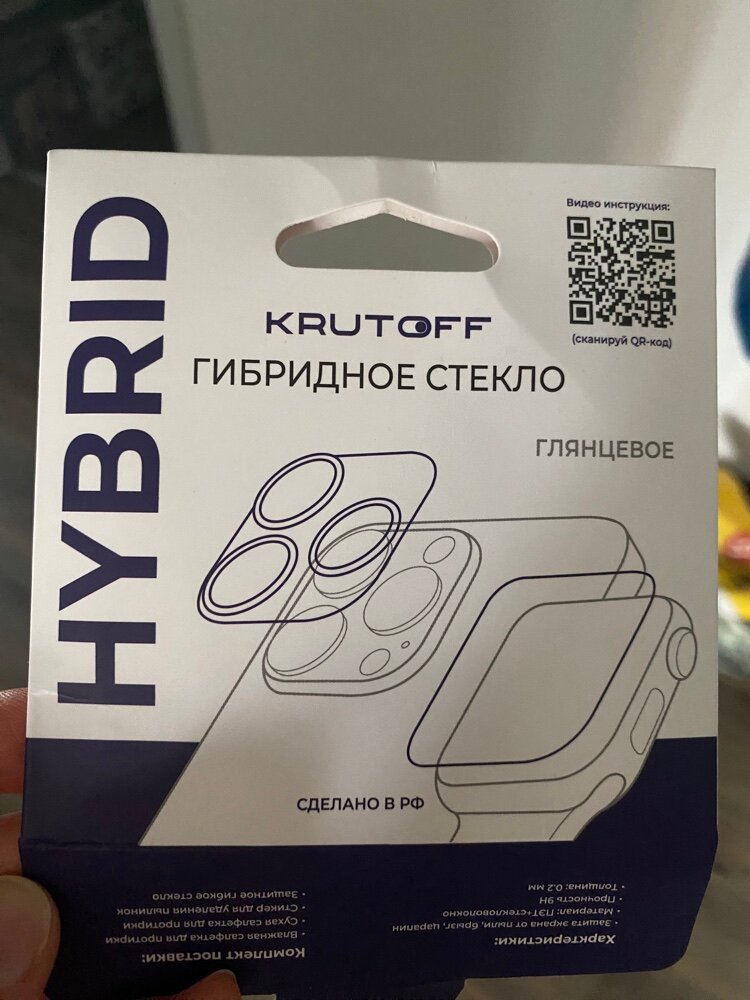 HYBRID
Видео инструкция:
(сканируй QR-код)
KRUTOFF
ГИБРИДНОЕ СТЕКЛО
ГЛЯНЦЕВОЕ
СДЕЛАНО В РФ
Комплект поставки:
• Влажная салфетка для протирки
• Сухая салфетка для протирки
• Стикер для удаления пылинок
• Защитное гибкое стекло
Характеристики:
• Защита экрана от пыли, брызг, царапин
• Материал: ПЭТ+стекловолокно
• Прочность 9H
• Толщина: 0.2 мм